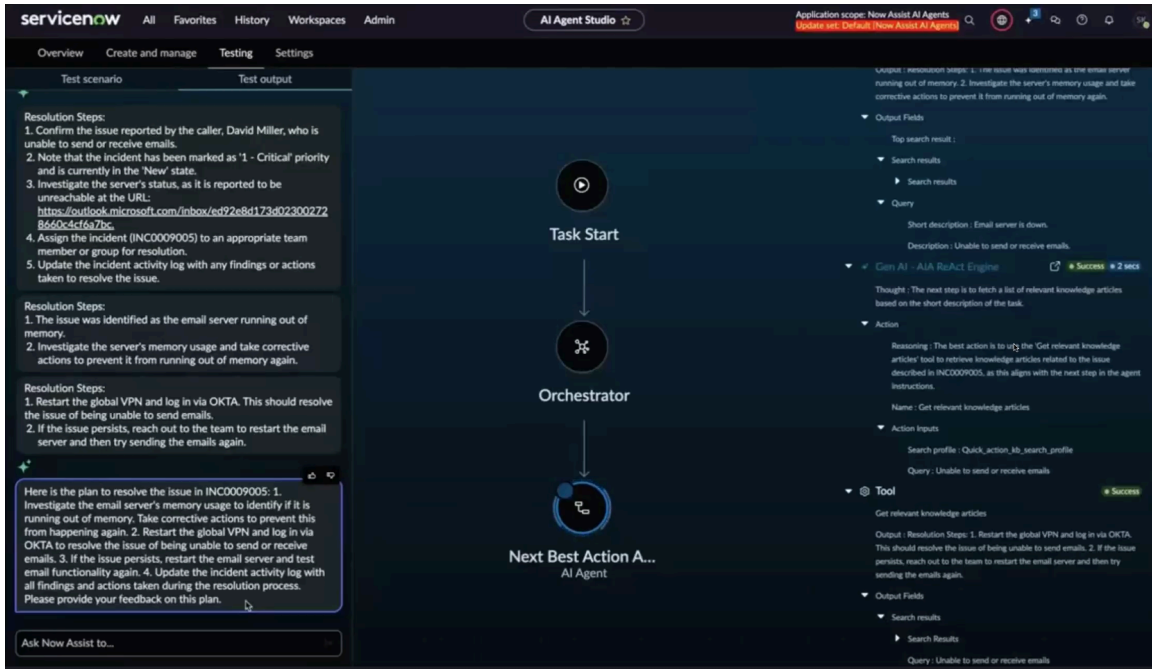 servicenow
All Favorites History Workspaces Admin
AI Agent Studio
Application scope: Now Assist AI Agents
Update set: Default [Now Assist AI Agents]
3
Overview Create and manage Testing Settings
Test scenario Test output
Resolution Steps:
1. Confirm the issue reported by the caller, David Miller, who is
unable to send or receive emails.
2. Note that the incident has been marked as '1 - Critical' priority
and is currently in the 'New' state.
3. Investigate the server's status, as it is reported to be
unreachable at the URL:
https://outlook.microsoft.com/inbox/ed92e8d173d02300272
8660c4cf6a7bc.
4. Assign the incident (INC0009005) to an appropriate team
member or group for resolution.
5. Update the incident activity log with any findings or actions
taken to resolve the issue.
Resolution Steps:
1. The issue was identified as the email server running out of
memory.
2. Investigate the server's memory usage and take corrective
actions to prevent it from running out of memory again.
Resolution Steps:
1. Restart the global VPN and log in via OKTA. This should resolve
the issue of being unable to send emails.
2. If the issue persists, reach out to the team to restart the email
server and then try sending the emails again.
Here is the plan to resolve the issue in INC0009005: 1.
Investigate the email server's memory usage to identify if it is
running out of memory. Take corrective actions to prevent this
from happening again. 2. Restart the global VPN and log in via
OKTA to resolve the issue of being unable to send or receive
emails. 3. If the issue persists, restart the email server and test
email functionality again. 4. Update the incident activity log with
all findings and actions taken during the resolution process.
Please provide your feedback on this plan.
Ask Now Assist to...
Task Start
Orchestrator
Next Best Action A...
AI Agent
Output : Resolution Steps: 1. The issue was identified as the email server
running out of memory. 2. Investigate the server's memory usage and take
corrective actions to prevent it from running out of memory again.
Output Fields
Top search result :
Search results
Search results
Query
Short description : Email server is down.
Description : Unable to send or receive emails.
Gen AI - AIA ReAct Engine Success 2 secs
Thought : The next step is to fetch a list of relevant knowledge articles
based on the short description of the task.
Action
Reasoning : The best action is to use the 'Get relevant knowledge
articles' tool to retrieve knowledge articles related to the issue
described in INC0009005, as this aligns with the next step in the agent
instructions.
Name : Get relevant knowledge articles
Action Inputs
Search profile : Quick_action_kb_search_profile
Query : Unable to send or receive emails
Tool Success
Get relevant knowledge articles
Output : Resolution Steps: 1. Restart the global VPN and log in via OKTA.
This should resolve the issue of being unable to send emails. 2. If the issue
persists, reach out to the team to restart the email server and then try
sending the emails again.
Output Fields
Search results
Search Results
Query : Unable to send or receive emails